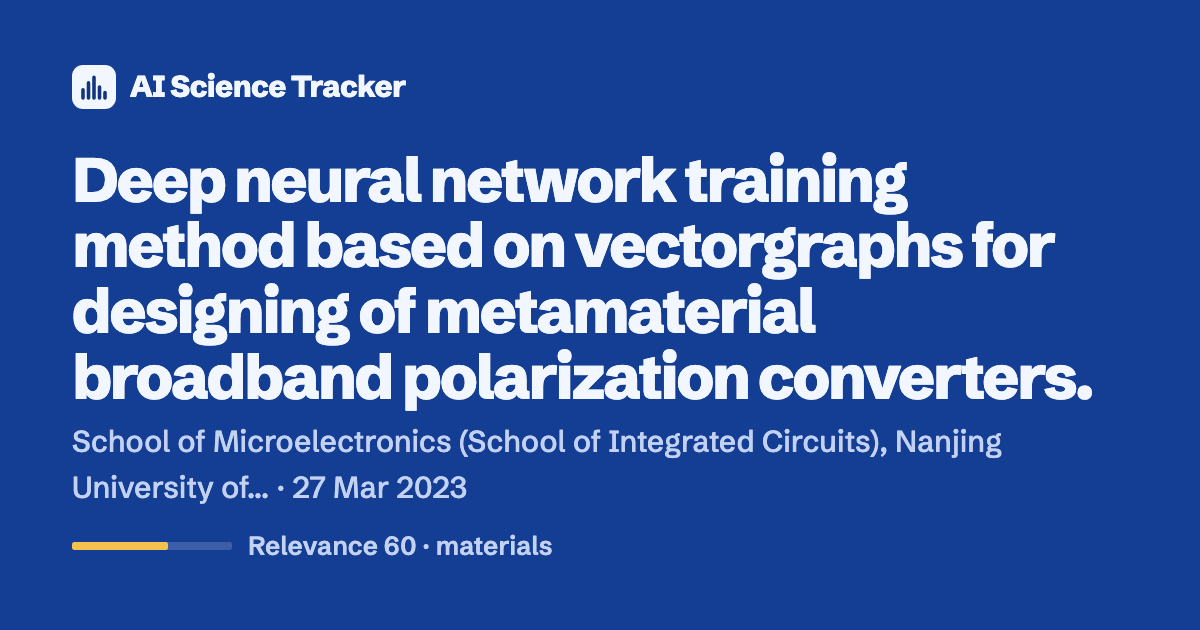 AI Science Tracker
Deep neural network training
method based on vectorgraphs for
designing of metamaterial
broadband polarization converters.
School of Microelectronics (School of Integrated Circuits), Nanjing
University of... · 27 Mar 2023
Relevance 60 · materials